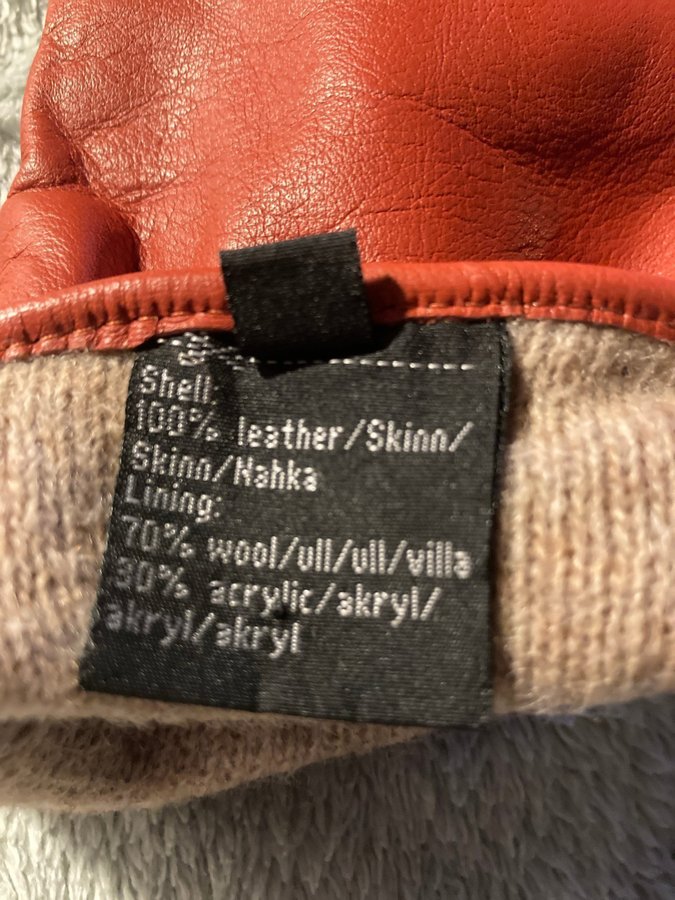 Shell:
100% leather/Skinn/
Skinn/Nahka
Lining:
70% wool/ull/ull/villa
30% acrylic/akryl/
akryl/akryl